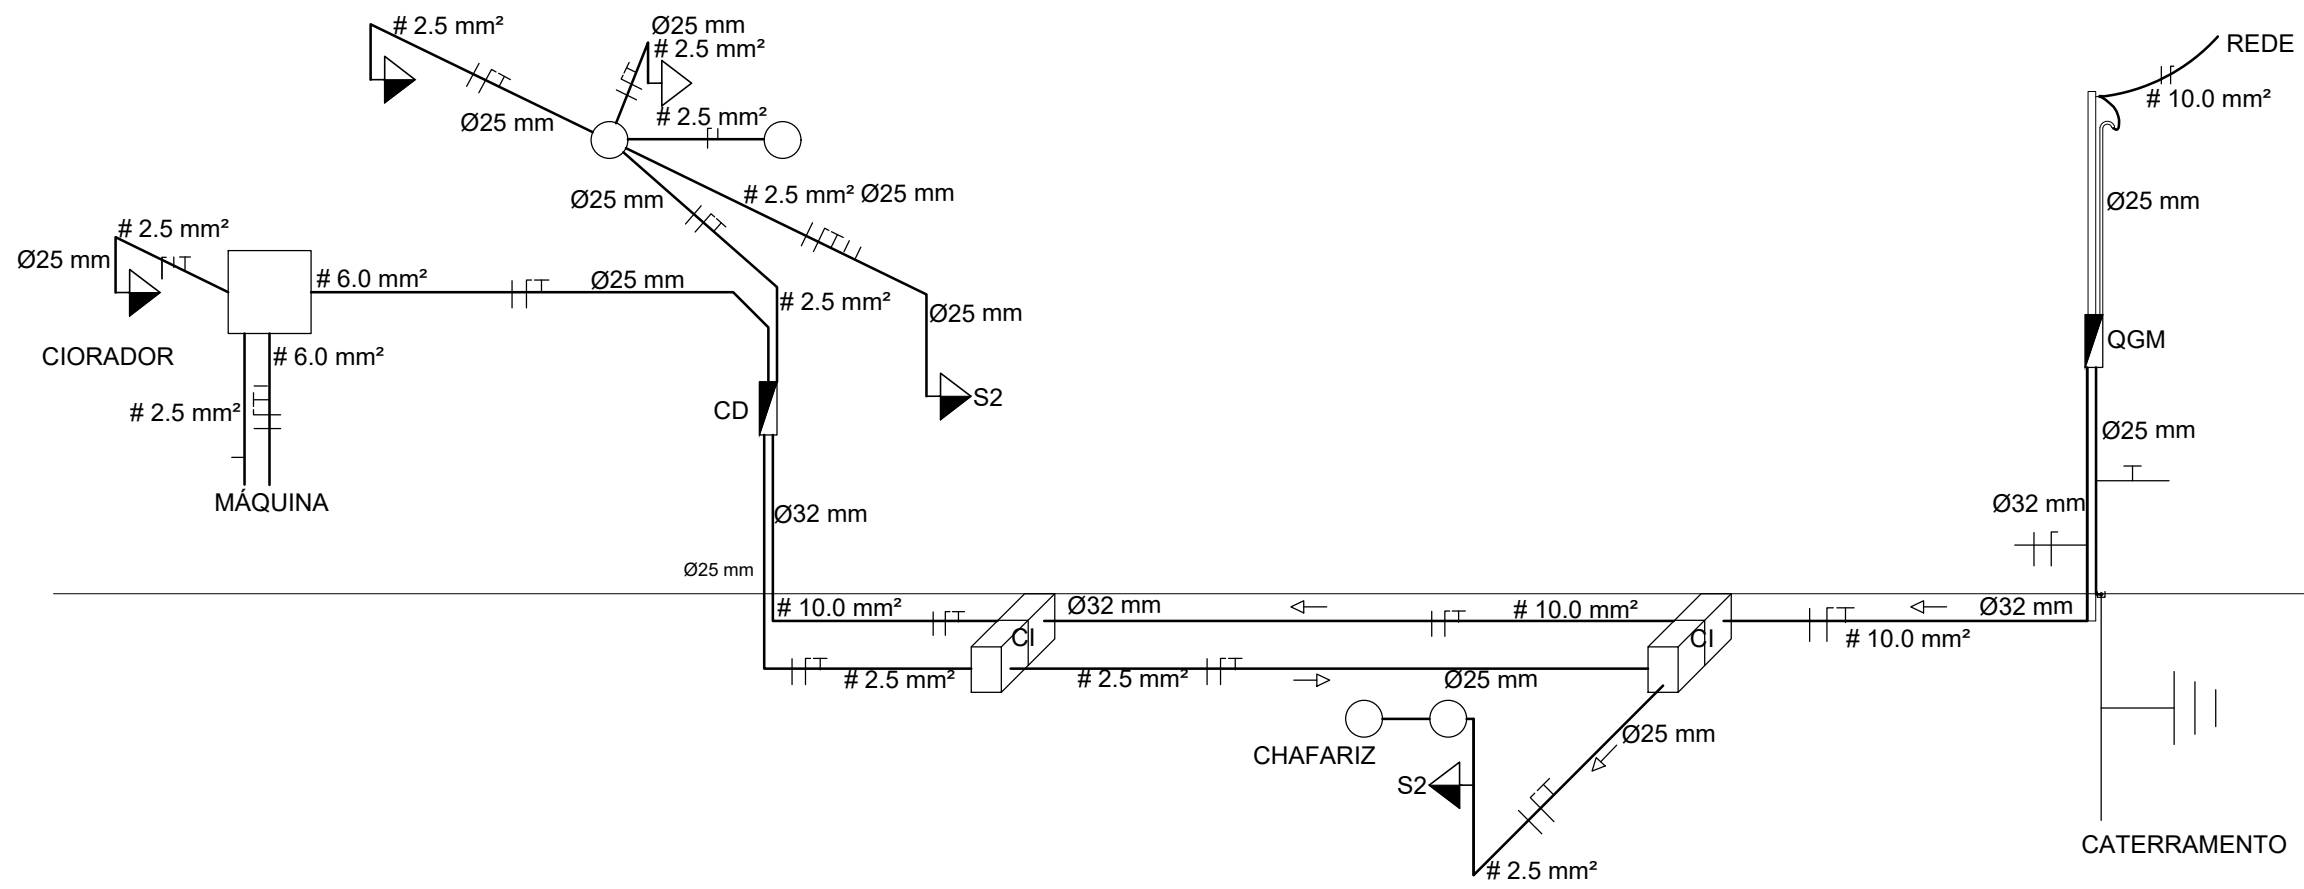 # 2.5 mm²
Ø25 mm
# 2.5 mm²
REDE
# 10.0 mm²
Ø25 mm
# 2.5 mm²
Ø25 mm
# 2.5 mm² Ø25 mm
Ø25 mm
# 2.5 mm²
Ø25 mm
# 6.0 mm²
Ø25 mm
# 2.5 mm²
Ø25 mm
CIORADOR
# 6.0 mm²
QGM
# 2.5 mm²
CD
S2
Ø25 mm
MÁQUINA
Ø32 mm
Ø32 mm
Ø25 mm
# 10.0 mm²
Ø32 mm
# 10.0 mm²
Ø32 mm
CI
CI
# 10.0 mm²
# 2.5 mm²
# 2.5 mm²
Ø25 mm
Ø25 mm
CHAFARIZ
S2
CATERRAMENTO
# 2.5 mm²